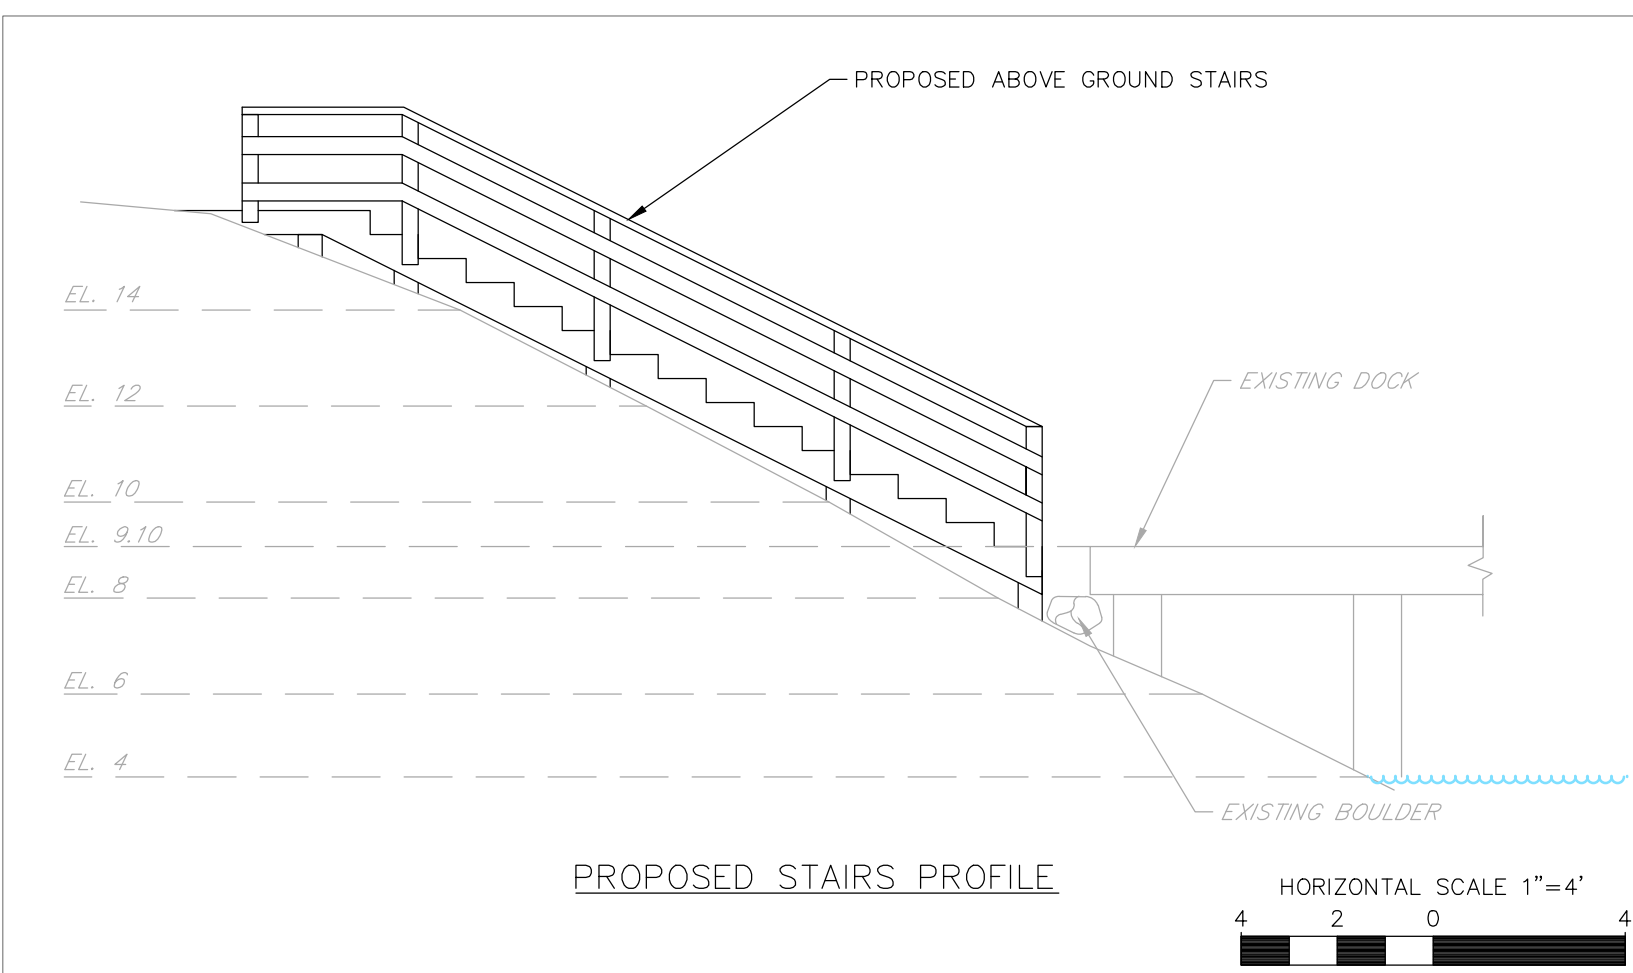 PROPOSED ABOVE GROUND STAIRS
EL. 14
EXISTING DOCK
EL. 12
EL. 10
EL. 9.10
EL. 8
EL. 6
EL. 4
EXISTING BOULDER
PROPOSED STAIRS PROFILE
HORIZONTAL SCALE 1"=4'
4 2 0 4